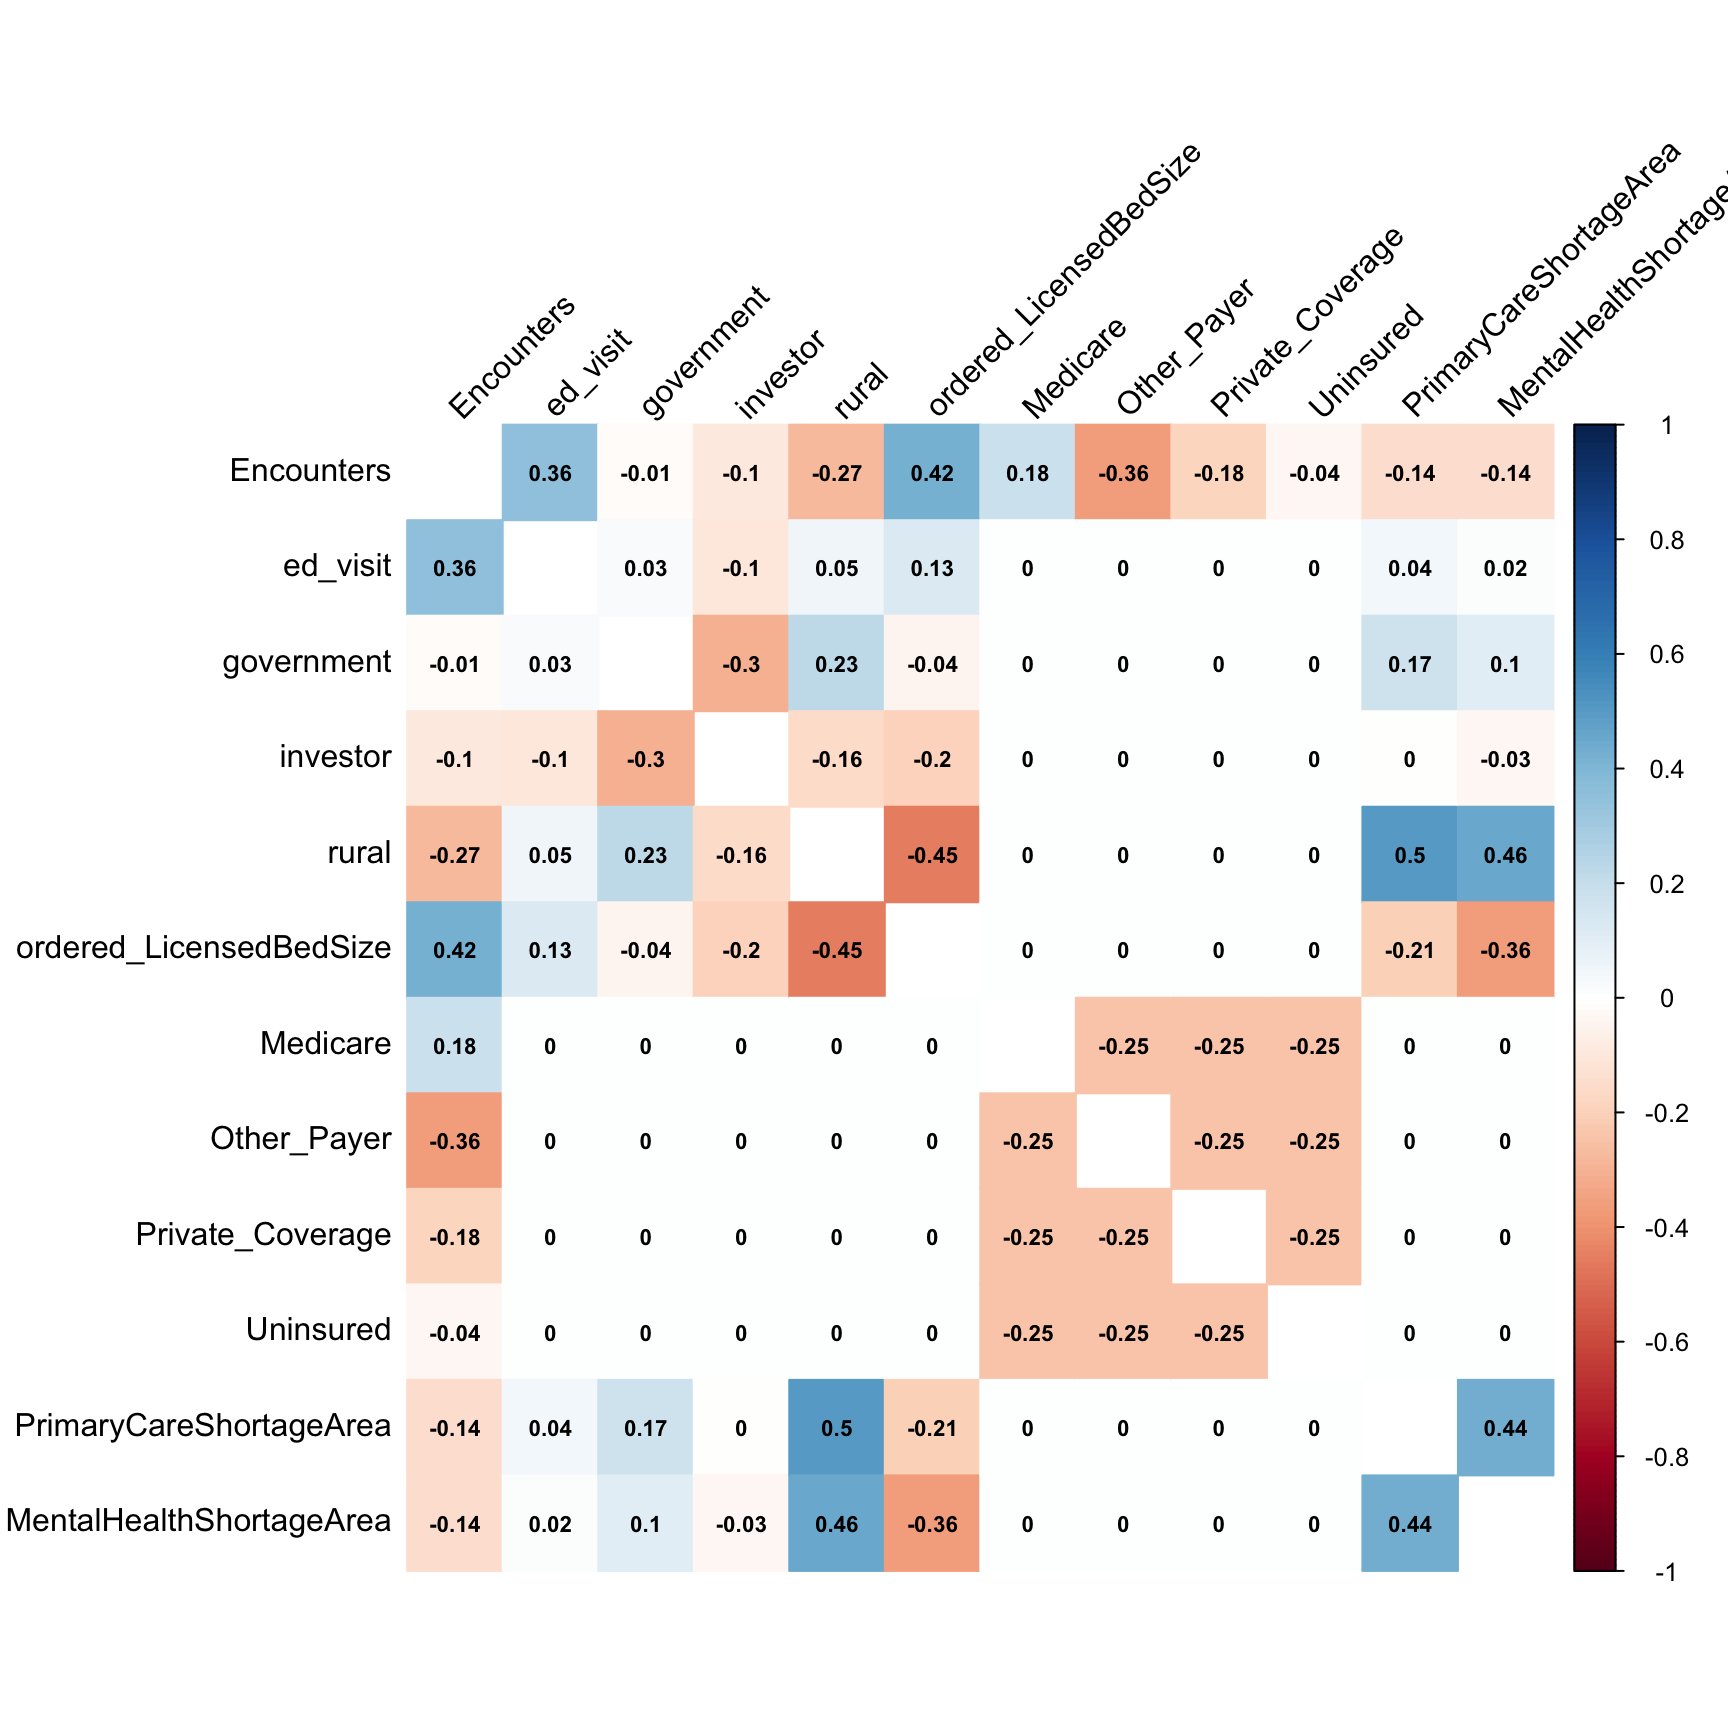 Encounters
ed_visit
government
investor
rural
ordered_LicensedBedSize
Medicare
Other_Payer
Private_Coverage
Uninsured
PrimaryCareShortageArea
Encounters 0.36 -0.01 -0.1 -0.27 0.42 0.18 -0.36 -0.18 -0.04 -0.14 -0.14
ed_visit 0.36 0.03 -0.1 0.05 0.13 0 0 0 0 0.04 0.02
government -0.01 0.03 -0.3 0.23 -0.04 0 0 0 0 0.17 0.1
investor -0.1 -0.1 -0.3 -0.16 -0.2 0 0 0 0 0 -0.03
rural -0.27 0.05 0.23 -0.16 -0.45 0 0 0 0 0.5 0.46
ordered_LicensedBedSize 0.42 0.13 -0.04 -0.2 -0.45 0 0 0 0 -0.21 -0.36
Medicare 0.18 0 0 0 0 0 -0.25 -0.25 -0.25 0 0
Other_Payer -0.36 0 0 0 0 0 -0.25 -0.25 -0.25 0 0
Private_Coverage -0.18 0 0 0 0 0 -0.25 -0.25 -0.25 0 0
Uninsured -0.04 0 0 0 0 0 -0.25 -0.25 -0.25 0 0
PrimaryCareShortageArea -0.14 0.04 0.17 0 0.5 -0.21 0 0 0 0 0.44
MentalHealthShortageArea -0.14 0.02 0.1 -0.03 0.46 -0.36 0 0 0 0 0.44
1
0.8
0.6
0.4
0.2
0
-0.2
-0.4
-0.6
-0.8
-1